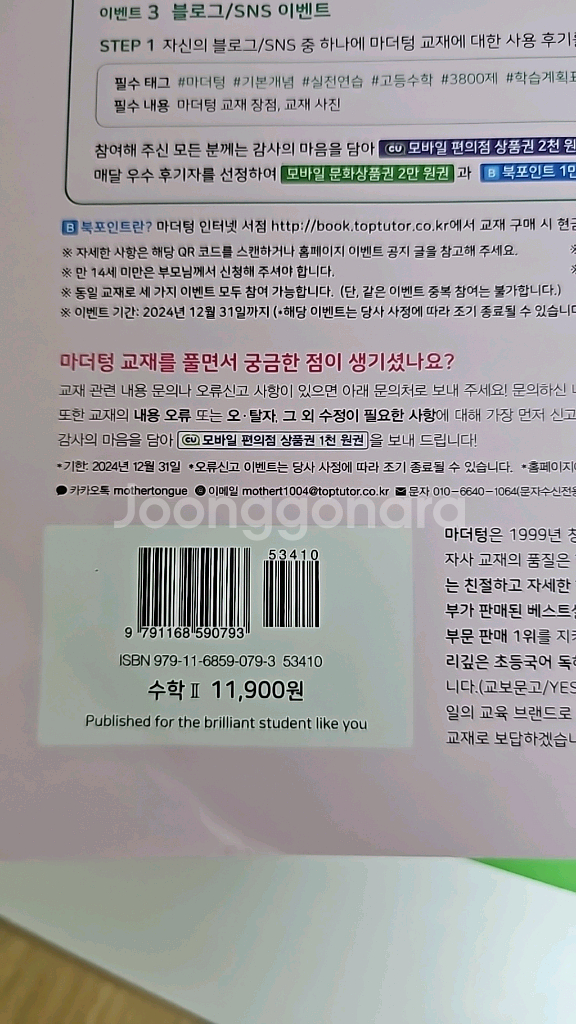 이벤트 3 블로그/SNS 이벤트
STEP 1 자신의 블로그/SNS 중 하나에 마더텅 교재에 대한 사용 후기를
필수 태그 #마더텅 #기본개념 #실전연습 #고등수학 #3800제 #학습계획표
필수 내용 마더텅 교재 장점, 교재 사진
참여해 주신 모든 분께는 감사의 마음을 담아 CU 모바일 편의점 상품권 2천 원
매달 우수 후기자를 선정하여 모바일 문화상품권 2만 원권 과 B 북포인트 1만
B 북포인트란? 마더텅 인터넷 서점 http://book.toptutor.co.kr에서 교재 구매 시 현금
※ 자세한 사항은 해당 QR 코드를 스캔하거나 홈페이지 이벤트 공지 글을 참고해 주세요.
※ 만 14세 미만은 부모님께서 신청해 주셔야 합니다.
※ 동일 교재로 세 가지 이벤트 모두 참여 가능합니다. (단, 같은 이벤트 중복 참여는 불가합니다.)
※ 이벤트 기간: 2024년 12월 31일까지 (*해당 이벤트는 당사 사정에 따라 조기 종료될 수 있습니다
마더텅 교재를 풀면서 궁금한 점이 생기셨나요?
교재 관련 내용 문의나 오류신고 사항이 있으면 아래 문의처로 보내 주세요! 문의하신
또한 교재의 내용 오류 또는 오·탈자, 그 외 수정이 필요한 사항에 대해 가장 먼저 신고
감사의 마음을 담아 CU 모바일 편의점 상품권 1천 원권 을 보내 드립니다!
*기한: 2024년 12월 31일 *오류신고 이벤트는 당사 사정에 따라 조기 종료될 수 있습니다. *홈페이지
카카오톡 mothertongue 이메일 mothert1004@toptutor.co.kr 문자 010-6640-1064(문자수신전용
Joonggonara
53410
9 791168 590793
ISBN 979-11-6859-079-3 53410
수학 II 11,900원
Published for the brilliant student like you
마더텅은 1999년 창
자사 교재의 품질은
는 친절하고 자세한
부가 판매된 베스트셀
부문 판매 1위를 지키
리깊은 초등국어 독해
니다.(교보문고/YES
일의 교육 브랜드로
교재로 보답하겠습니